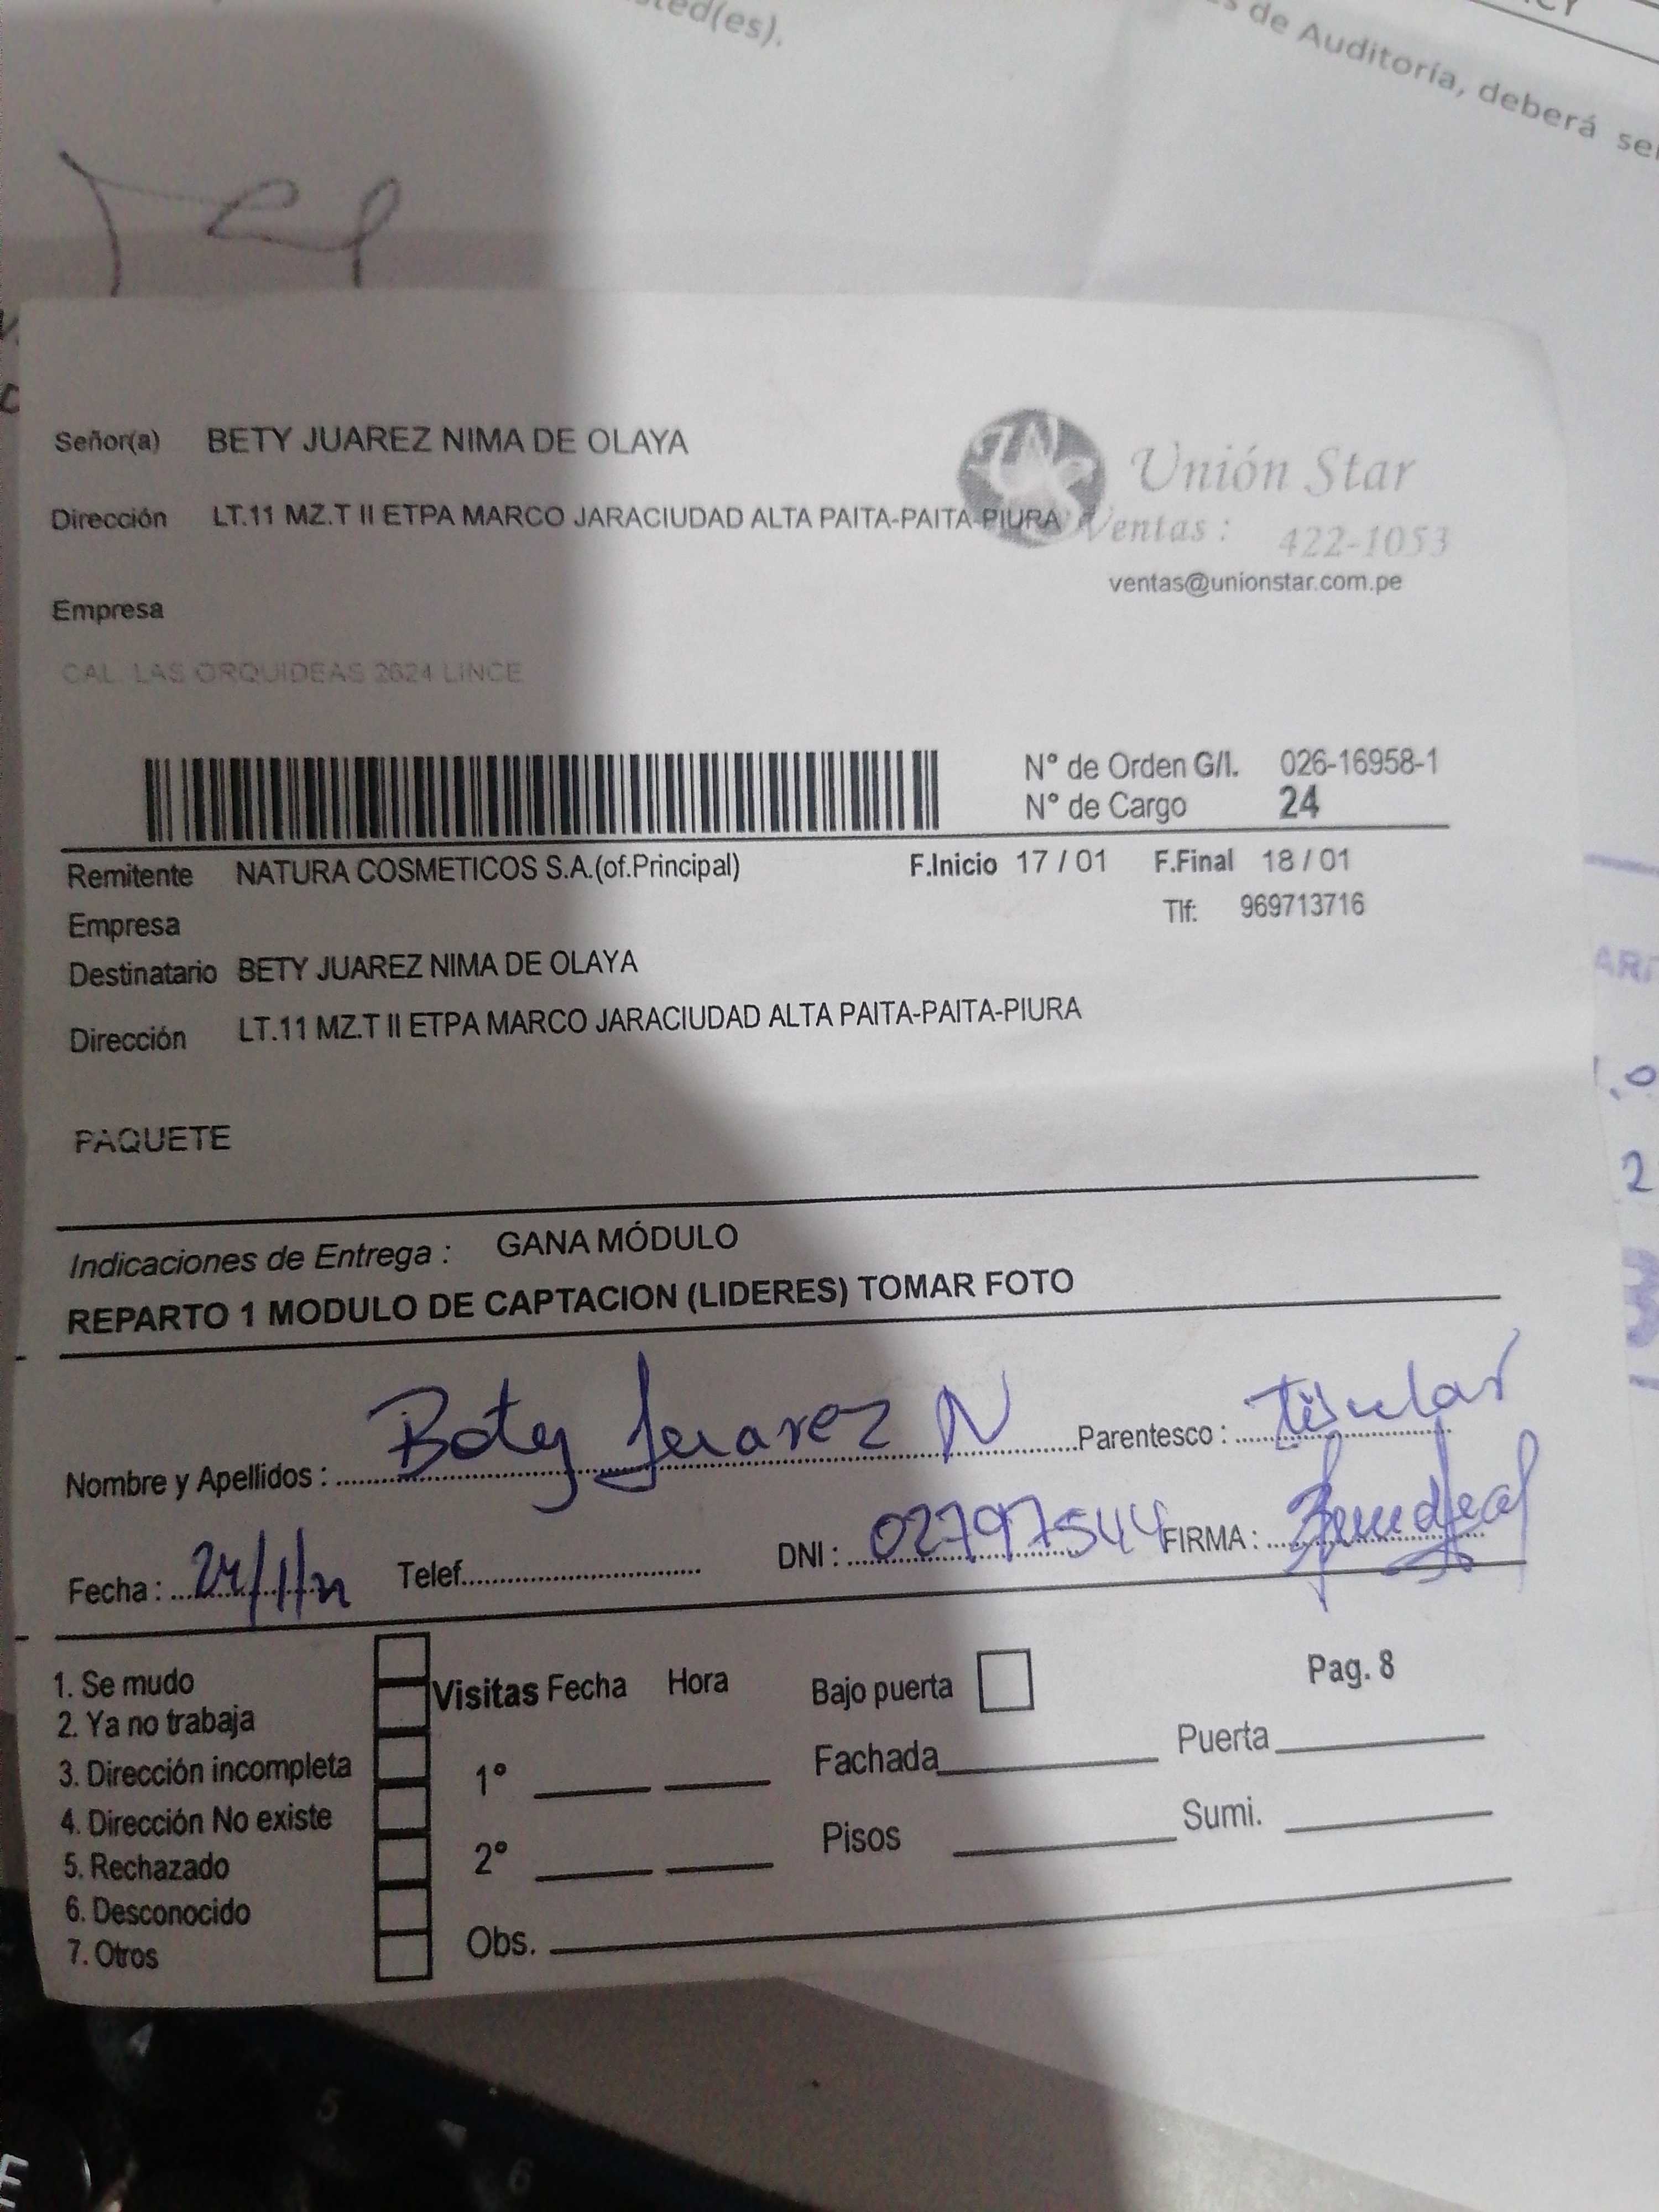 ted(es).
s de Auditoría, deberá se
Señor(a) BETY JUAREZ NIMA DE OLAYA
Unión Star
Dirección LT.11 MZ.T II ETPA MARCO JARACIUDAD ALTA PAITA-PAITA-PIURA
Ventas : 422-1053
ventas@unionstar.com.pe
Empresa
CAL. LAS ORQUIDEAS 2624 LINCE
N° de Orden G/I. 026-16958-1
N° de Cargo 24
Remitente NATURA COSMETICOS S.A.(of.Principal) F.Inicio 17 / 01 F.Final 18 / 01
Empresa Tlf: 969713716
Destinatario BETY JUAREZ NIMA DE OLAYA
Dirección LT.11 MZ.T II ETPA MARCO JARACIUDAD ALTA PAITA-PAITA-PIURA
PAQUETE
Indicaciones de Entrega : GANA MÓDULO
REPARTO 1 MODULO DE CAPTACION (LIDERES) TOMAR FOTO
Nombre y Apellidos : Bety Juarez N Parentesco : titular
Fecha : Telef. DNI : 02797544 FIRMA :
1. Se mudo
2. Ya no trabaja
3. Dirección incompleta
4. Dirección No existe
5. Rechazado
6. Desconocido
7. Otros
Visitas Fecha Hora Bajo puerta Pag. 8
1° Fachada Puerta
2° Pisos Sumi.
Obs.